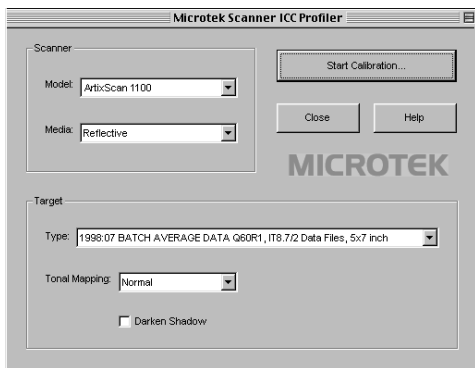 Microtek Scanner ICC Profiler
Scanner
Model: ArtixScan 1100
Media: Reflective
Start Calibration...
Close Help
MICROTEK
Target
Type: 1998:07 BATCH AVERAGE DATA Q60R1, IT8.7/2 Data Files, 5x7 inch
Tonal Mapping: Normal
Darken Shadow